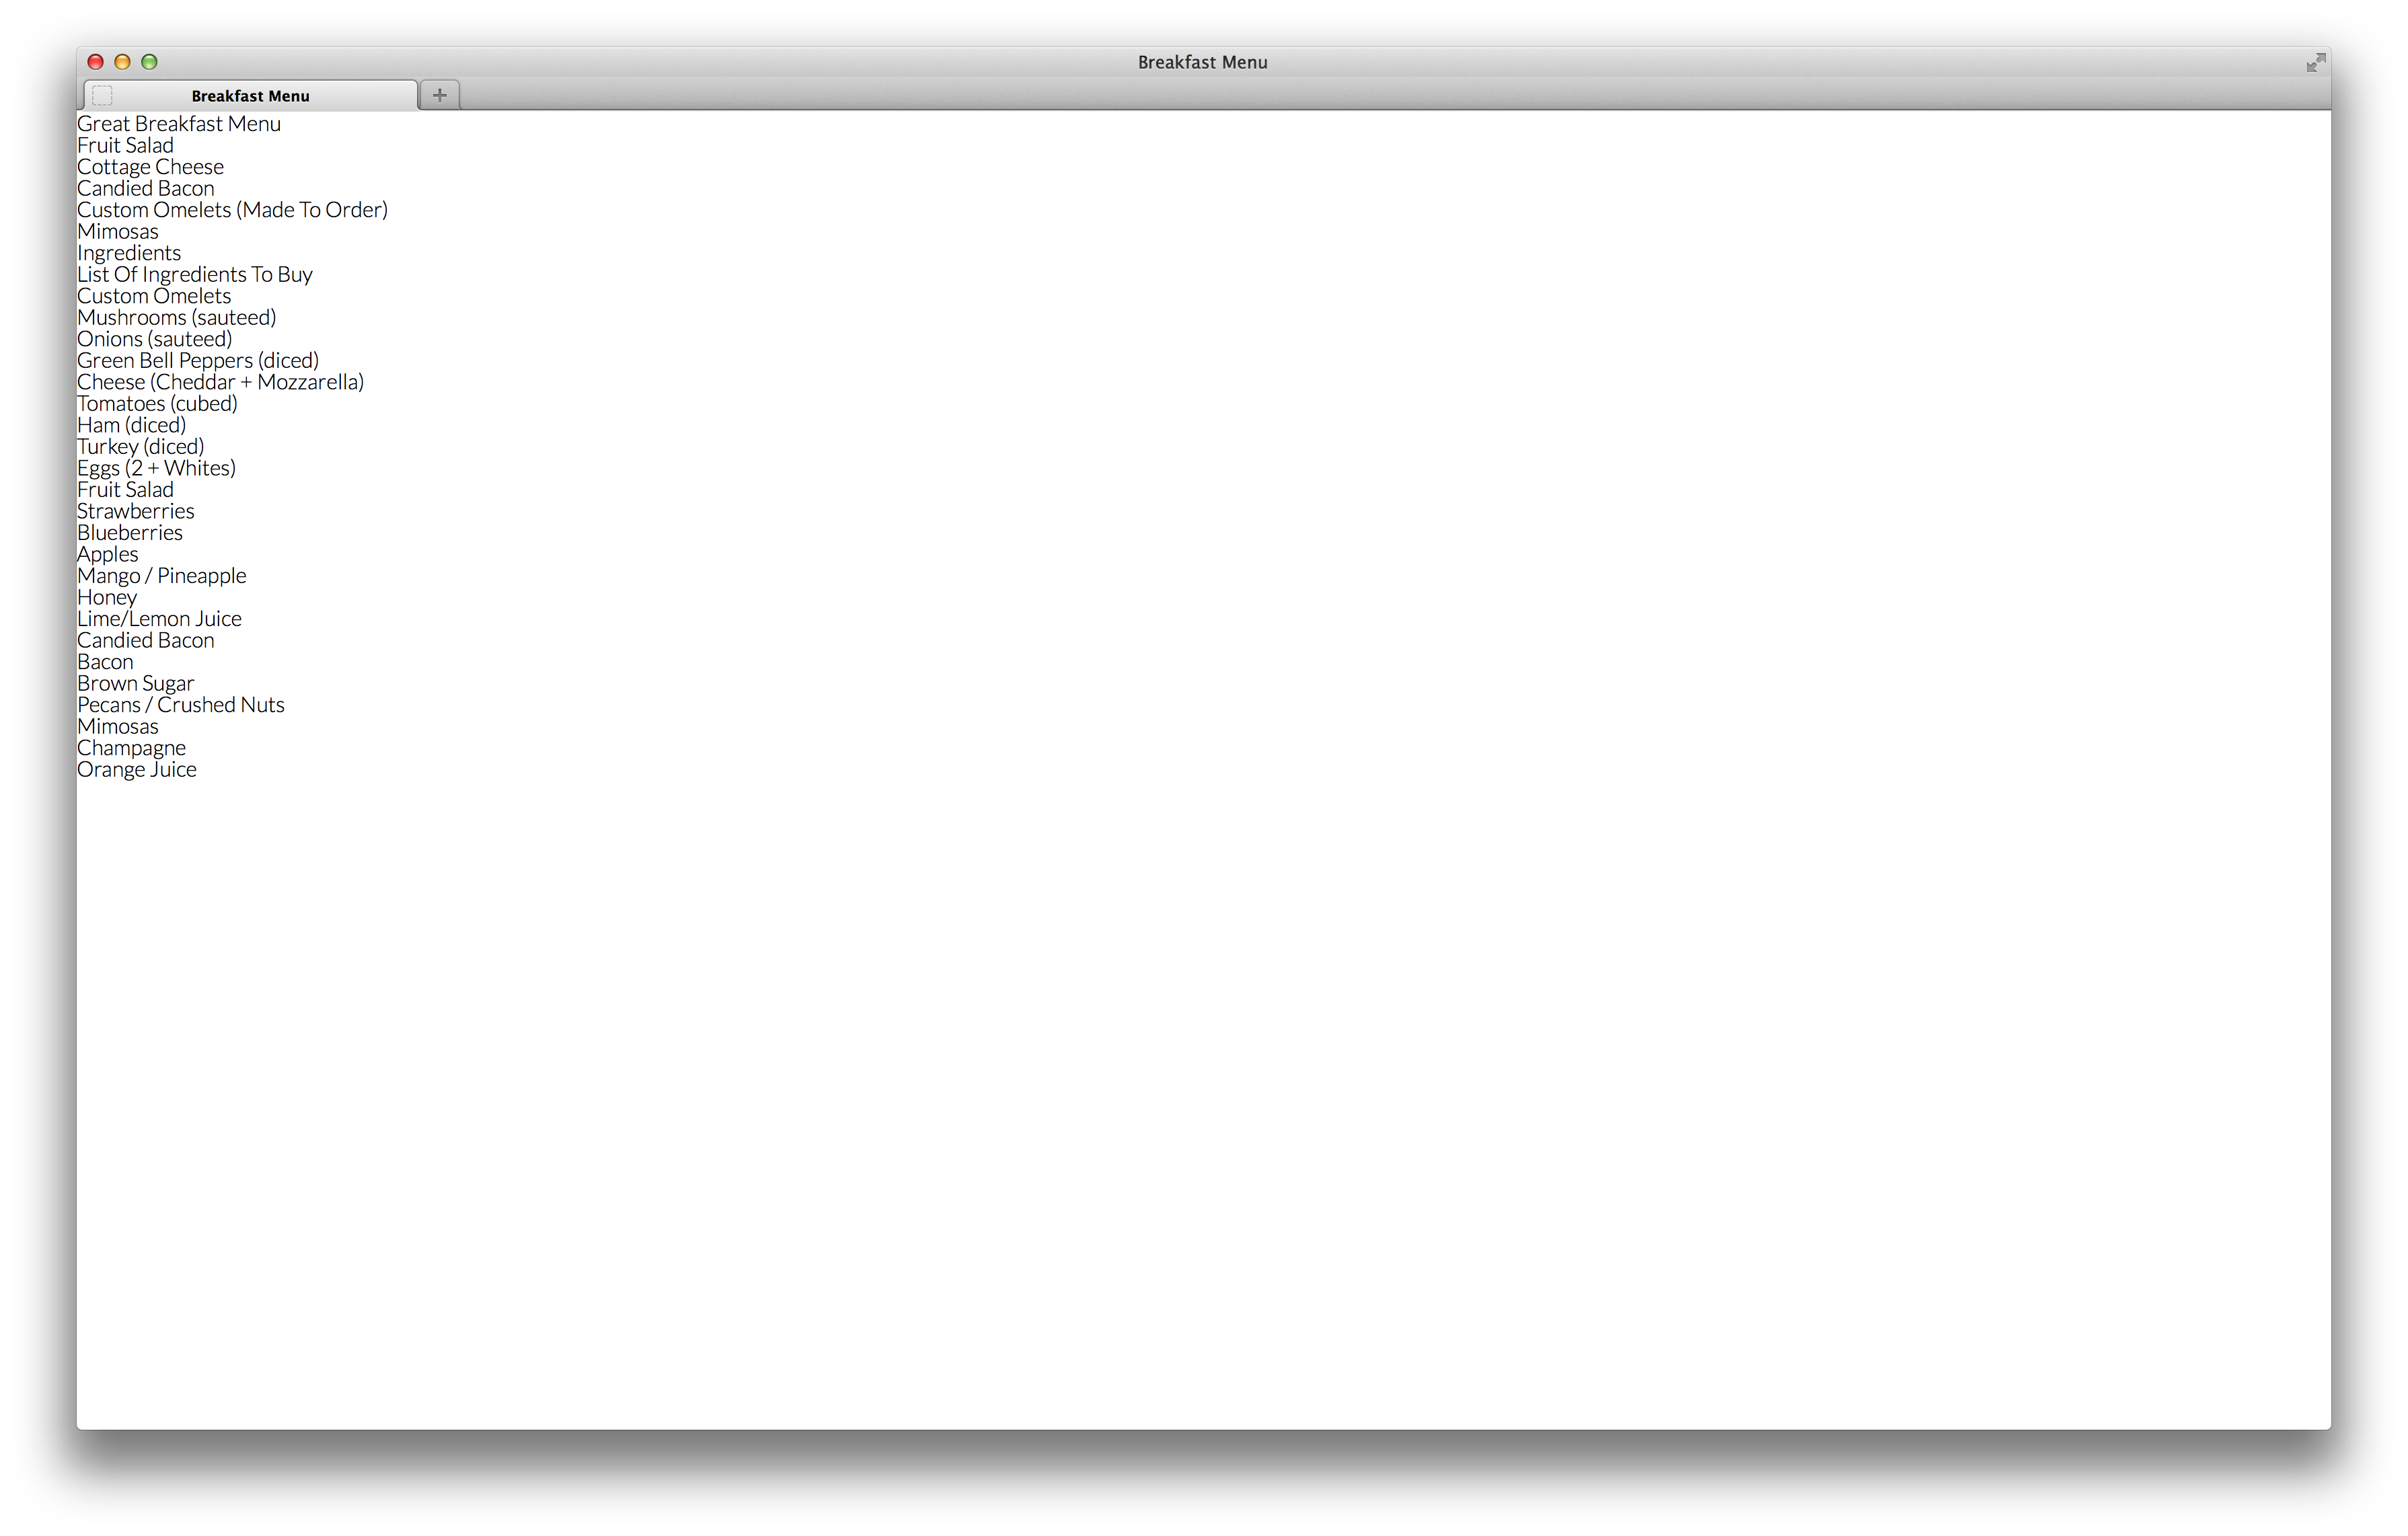 Breakfast Menu
Breakfast Menu
Great Breakfast Menu
Fruit Salad
Cottage Cheese
Candied Bacon
Custom Omelets (Made To Order)
Mimosas
Ingredients
List Of Ingredients To Buy
Custom Omelets
Mushrooms (sauteed)
Onions (sauteed)
Green Bell Peppers (diced)
Cheese (Cheddar + Mozzarella)
Tomatoes (cubed)
Ham (diced)
Turkey (diced)
Eggs (2 + Whites)
Fruit Salad
Strawberries
Blueberries
Apples
Mango / Pineapple
Honey
Lime/Lemon Juice
Candied Bacon
Bacon
Brown Sugar
Pecans / Crushed Nuts
Mimosas
Champagne
Orange Juice